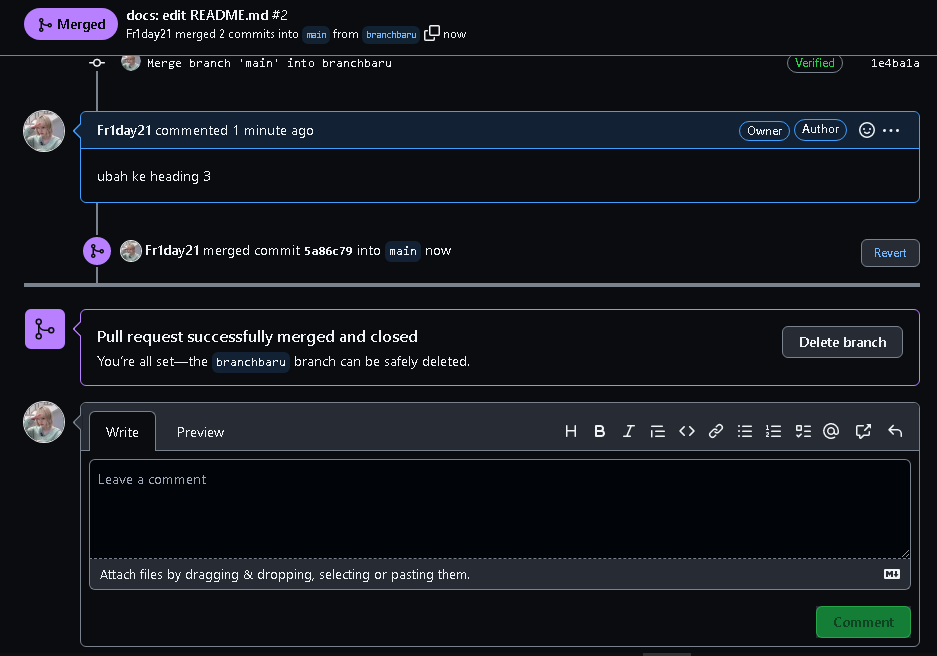 Merged
docs: edit README.md #2
Fr1day21 merged 2 commits into main from branchbaru now
Merge branch 'main' into branchbaru Verified 1e4ba1a
Fr1day21 commented 1 minute ago Owner Author
ubah ke heading 3
Fr1day21 merged commit 5a86c79 into main now Revert
Pull request successfully merged and closed
You're all set—the branchbaru branch can be safely deleted.
Delete branch
Write Preview
Leave a comment
Attach files by dragging & dropping, selecting or pasting them.
Comment